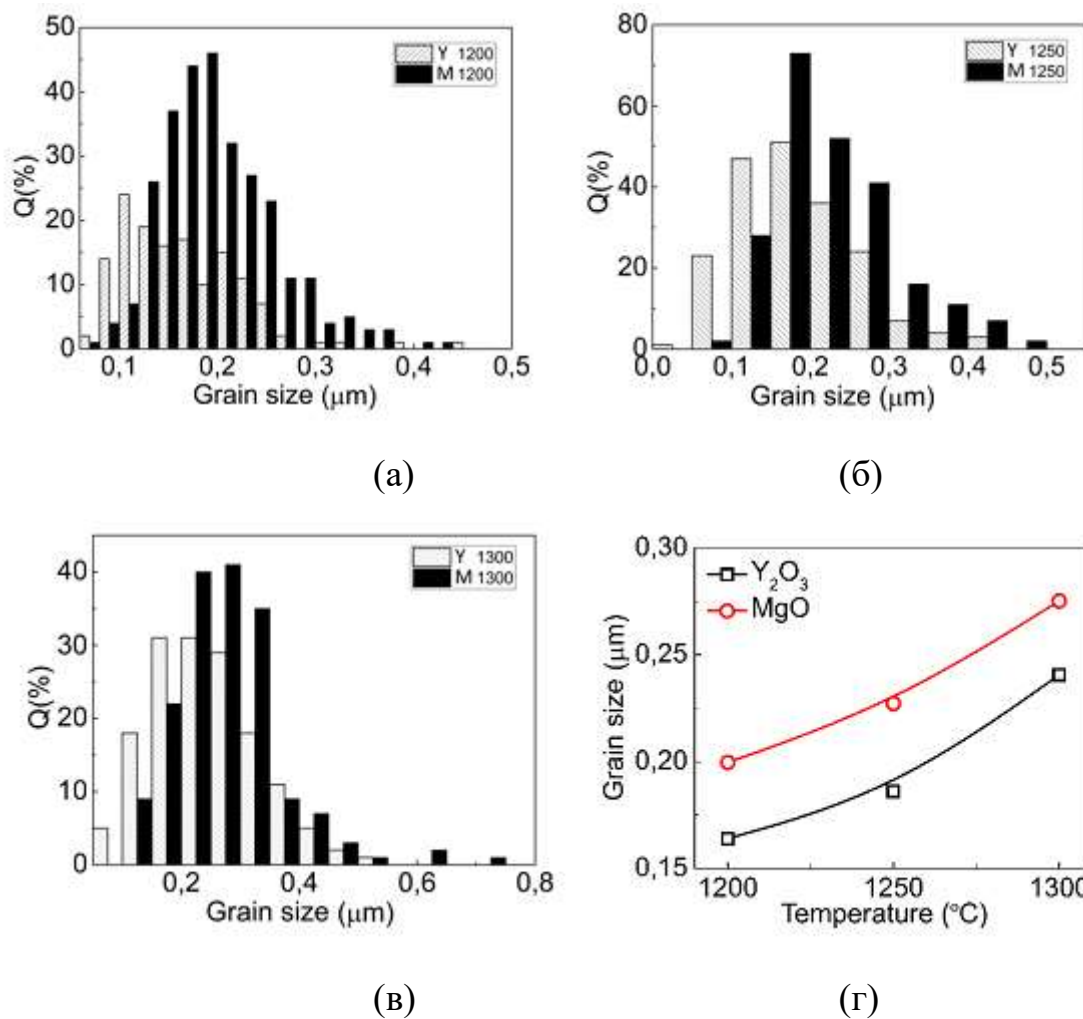 50
40
30
20
10
0
Q(%)
Y 1200
M 1200
0,1
0,2
0,3
0,4
0,5
Grain size (μm)
(а)
80
60
40
20
0
Q(%)
Y 1250
M 1250
0,0
0,1
0,2
0,3
0,4
0,5
Grain size (μm)
(б)
40
30
20
10
0
Q(%)
Y 1300
M 1300
0,2
0,4
0,6
0,8
Grain size (μm)
(в)
0,30
0,25
0,20
0,15
Grain size (μm)
Y₂O₃
MgO
1200
1250
1300
Temperature (°C)
(г)